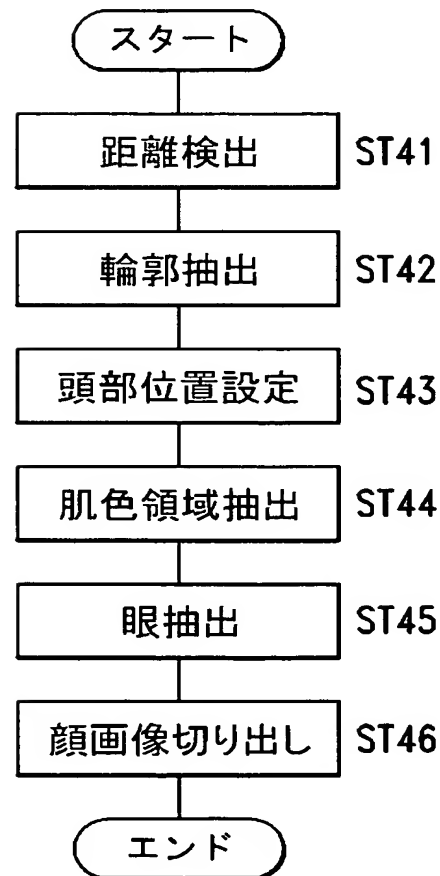 スタート
距離検出 ST41
輪郭抽出 ST42
頭部位置設定 ST43
肌色領域抽出 ST44
眼抽出 ST45
顔画像切り出し ST46
エンド